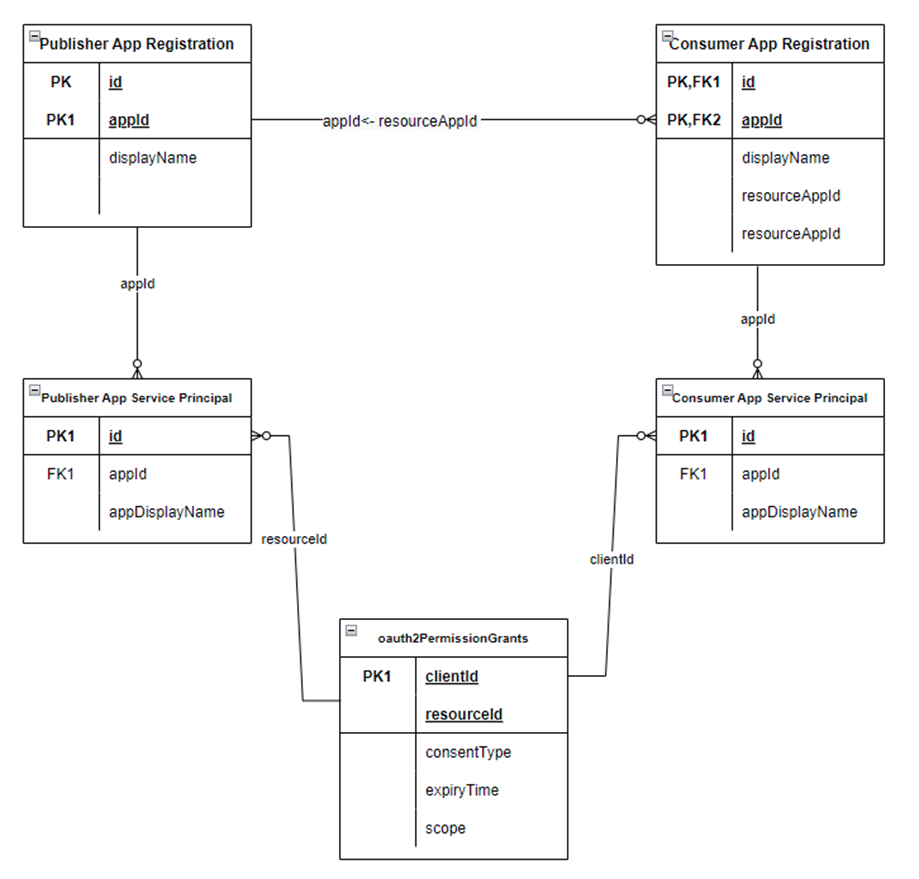 Publisher App Registration
PK id
PK1 appId
displayName
appId<- resourceAppId
Consumer App Registration
PK,FK1 id
PK,FK2 appId
displayName
resourceAppId
resourceAppId
appId
appId
Publisher App Service Principal
PK1 id
FK1 appId
appDisplayName
Consumer App Service Principal
PK1 id
FK1 appId
appDisplayName
resourceId
clientId
oauth2PermissionGrants
PK1 clientId
resourceId
consentType
expiryTime
scope